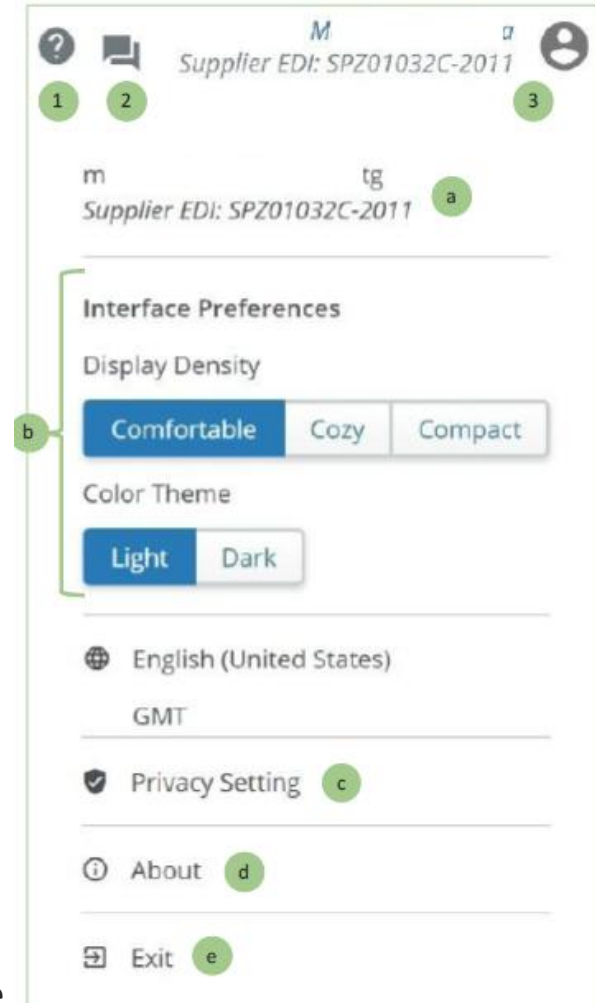 M a
Supplier EDI: SPZ01032C-2011
1 2 3
m tg
Supplier EDI: SPZ01032C-2011 a
Interface Preferences
Display Density
b
Comfortable Cozy Compact
Color Theme
Light Dark
English (United States)
GMT
Privacy Setting c
About d
Exit e